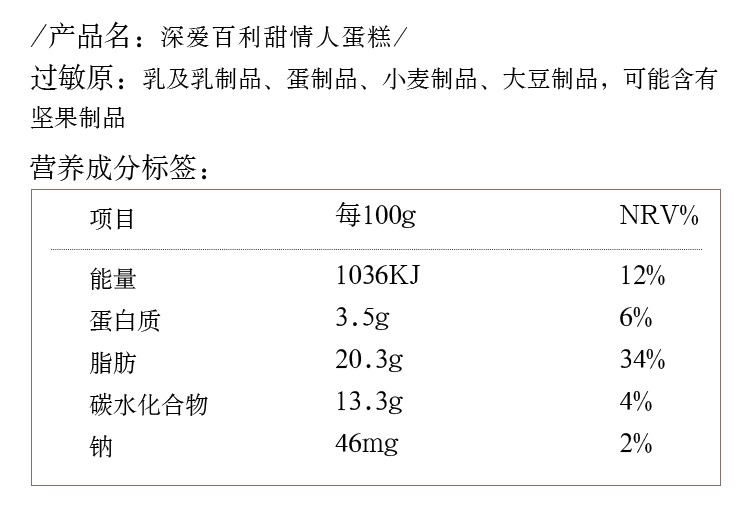 /产品名：深爱百利甜情人蛋糕/
过敏原：乳及乳制品、蛋制品、小麦制品、大豆制品，可能含有
坚果制品
营养成分标签：
项目 每100g NRV%
能量 1036KJ 12%
蛋白质 3.5g 6%
脂肪 20.3g 34%
碳水化合物 13.3g 4%
钠 46mg 2%